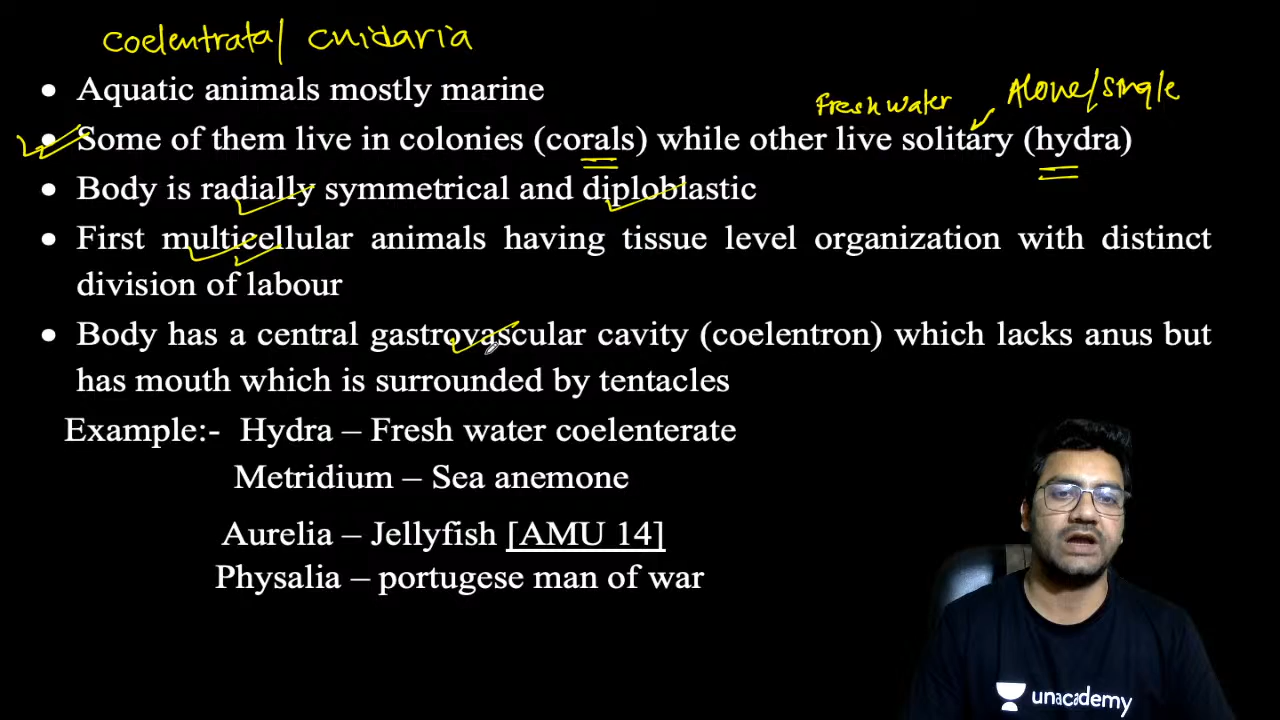 Coelentrata/ Cnidaria
• Aquatic animals mostly marine
Fresh water Alone/single
• Some of them live in colonies (corals) while other live solitary (hydra)
• Body is radially symmetrical and diploblastic
• First multicellular animals having tissue level organization with distinct
division of labour
• Body has a central gastrovascular cavity (coelentron) which lacks anus but
has mouth which is surrounded by tentacles
Example:- Hydra – Fresh water coelenterate
Metridium – Sea anemone
Aurelia – Jellyfish [AMU 14]
Physalia – portugese man of war
unacademy